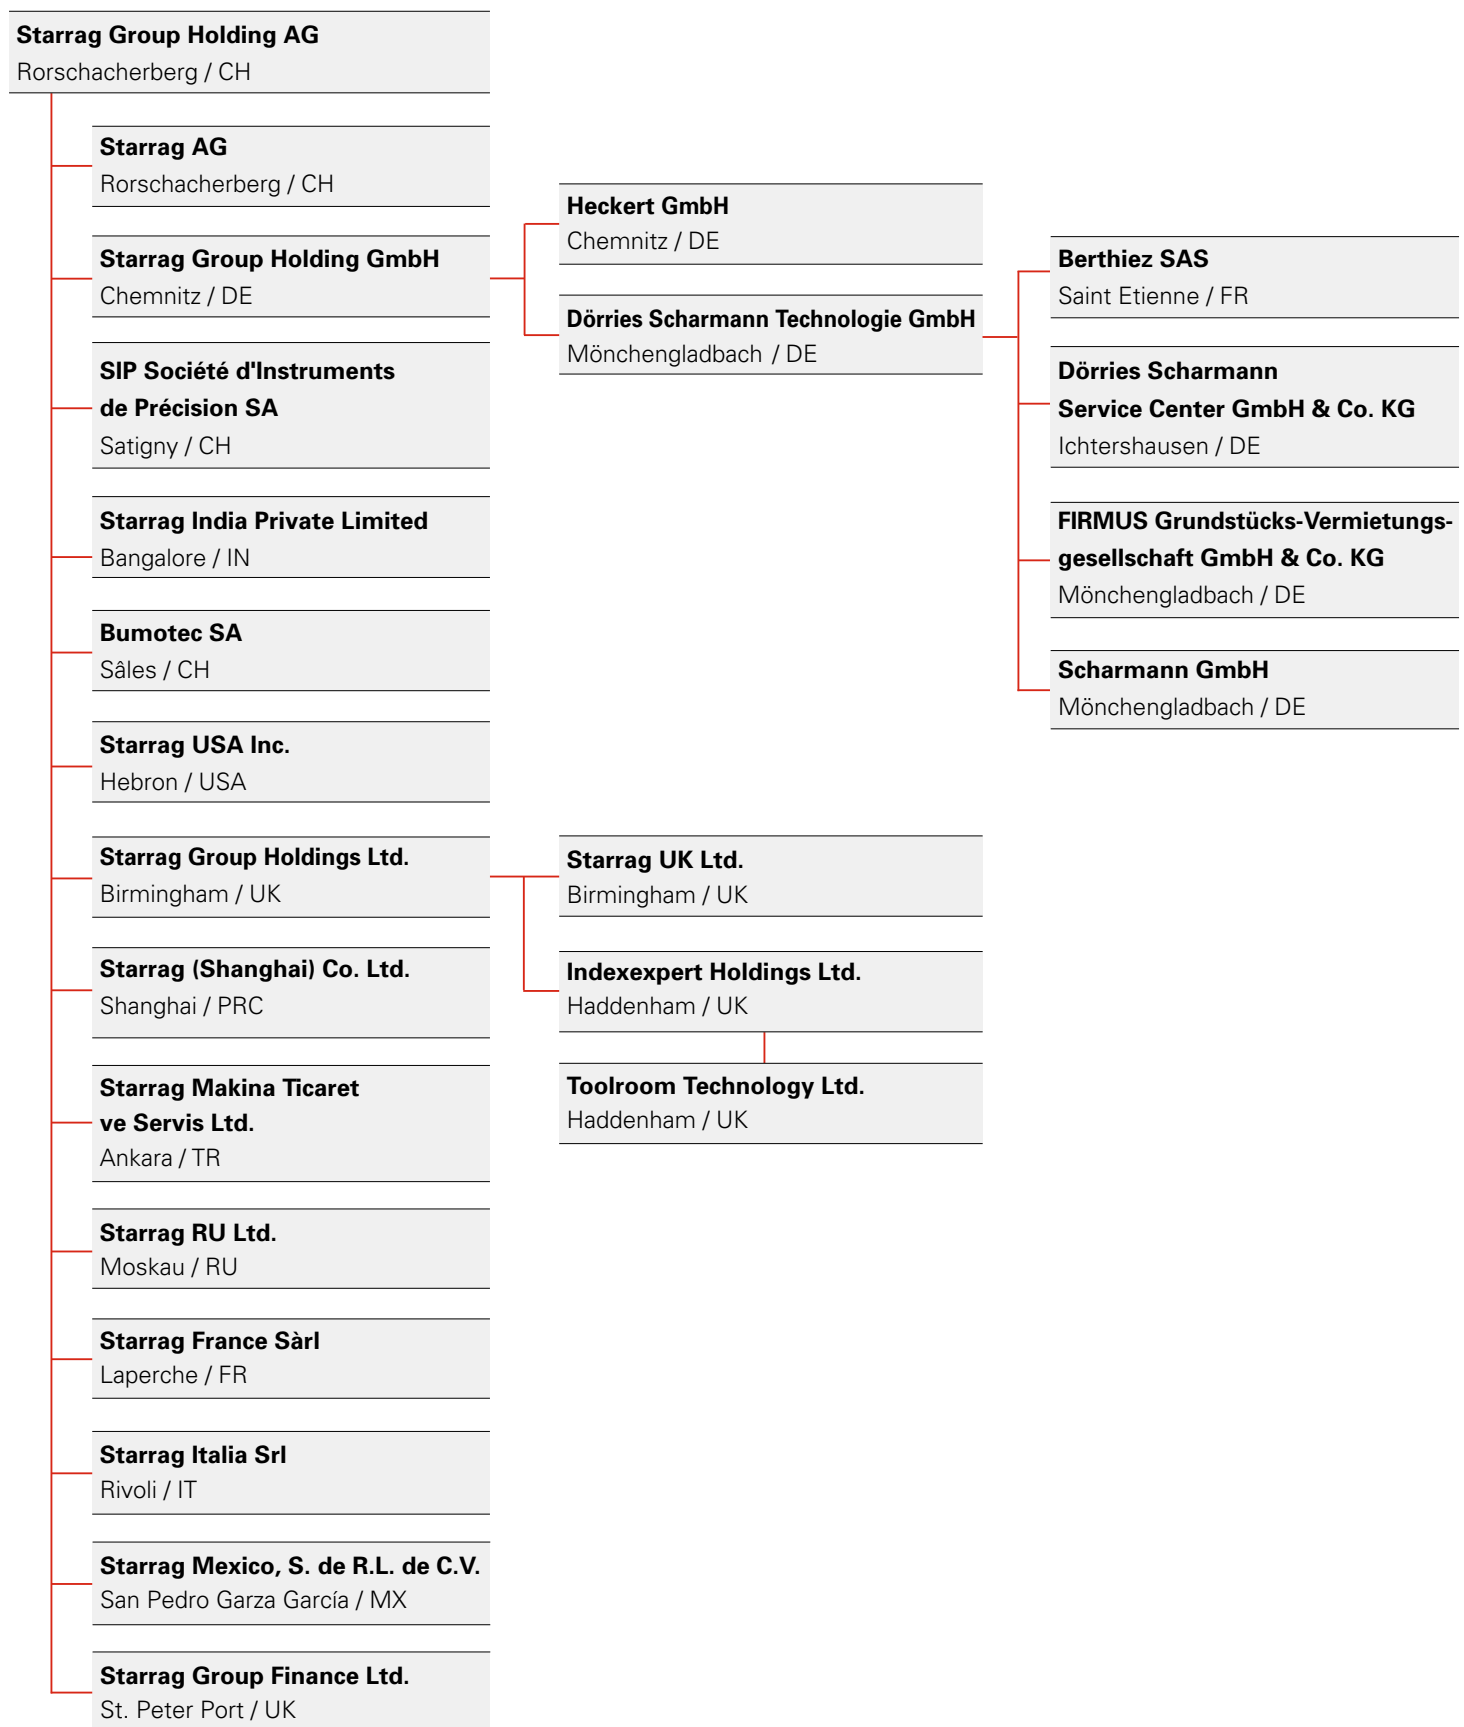 Starrag Group Holding AG
Rorschacherberg / CH
Starrag AG
Rorschacherberg / CH
Starrag Group Holding GmbH
Chemnitz / DE
SIP Société d'Instruments
de Précision SA
Satigny / CH
Starrag India Private Limited
Bangalore / IN
Bumotec SA
Sâles / CH
Starrag USA Inc.
Hebron / USA
Starrag Group Holdings Ltd.
Birmingham / UK
Starrag (Shanghai) Co. Ltd.
Shanghai / PRC
Starrag Makina Ticaret
ve Servis Ltd.
Ankara / TR
Starrag RU Ltd.
Moskau / RU
Starrag France Sàrl
Laperche / FR
Starrag Italia Srl
Rivoli / IT
Starrag Mexico, S. de R.L. de C.V.
San Pedro Garza García / MX
Starrag Group Finance Ltd.
St. Peter Port / UK
Heckert GmbH
Chemnitz / DE
Dörries Scharmann Technologie GmbH
Mönchengladbach / DE
Starrag UK Ltd.
Birmingham / UK
Indexexpert Holdings Ltd.
Haddenham / UK
Toolroom Technology Ltd.
Haddenham / UK
Berthiez SAS
Saint Etienne / FR
Dörries Scharmann
Service Center GmbH & Co. KG
Ichtershausen / DE
FIRMUS Grundstücks-Vermietungs-
gesellschaft GmbH & Co. KG
Mönchengladbach / DE
Scharmann GmbH
Mönchengladbach / DE